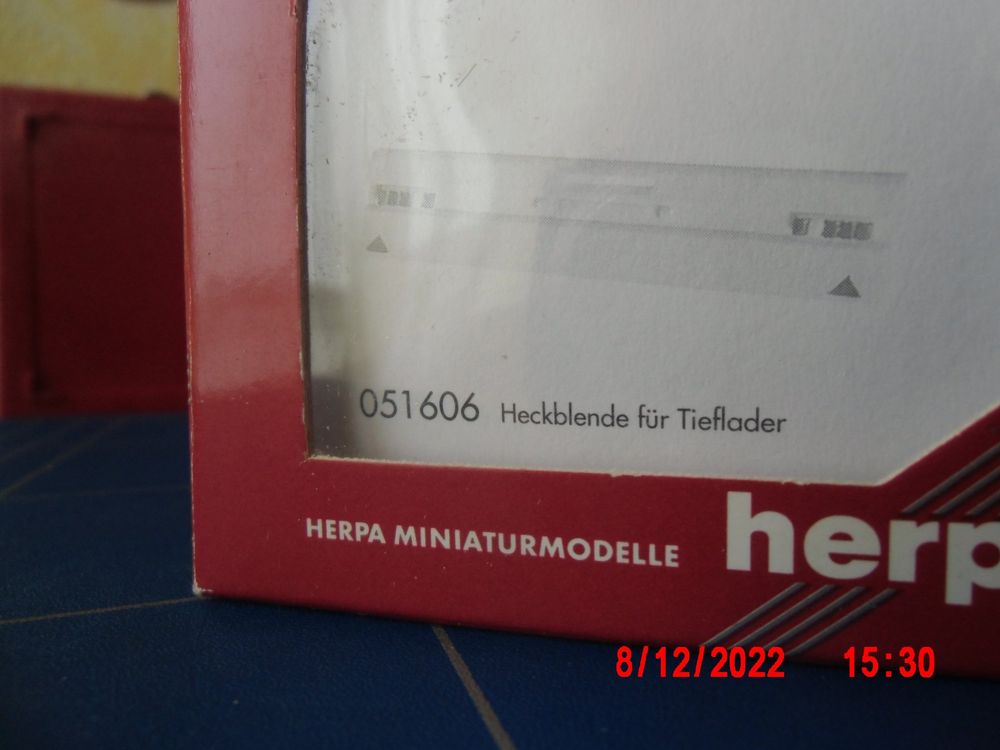 051606 Heckblende für Tieflader
HERPA MINIATURMODELLE
herp
8/12/2022 15:30